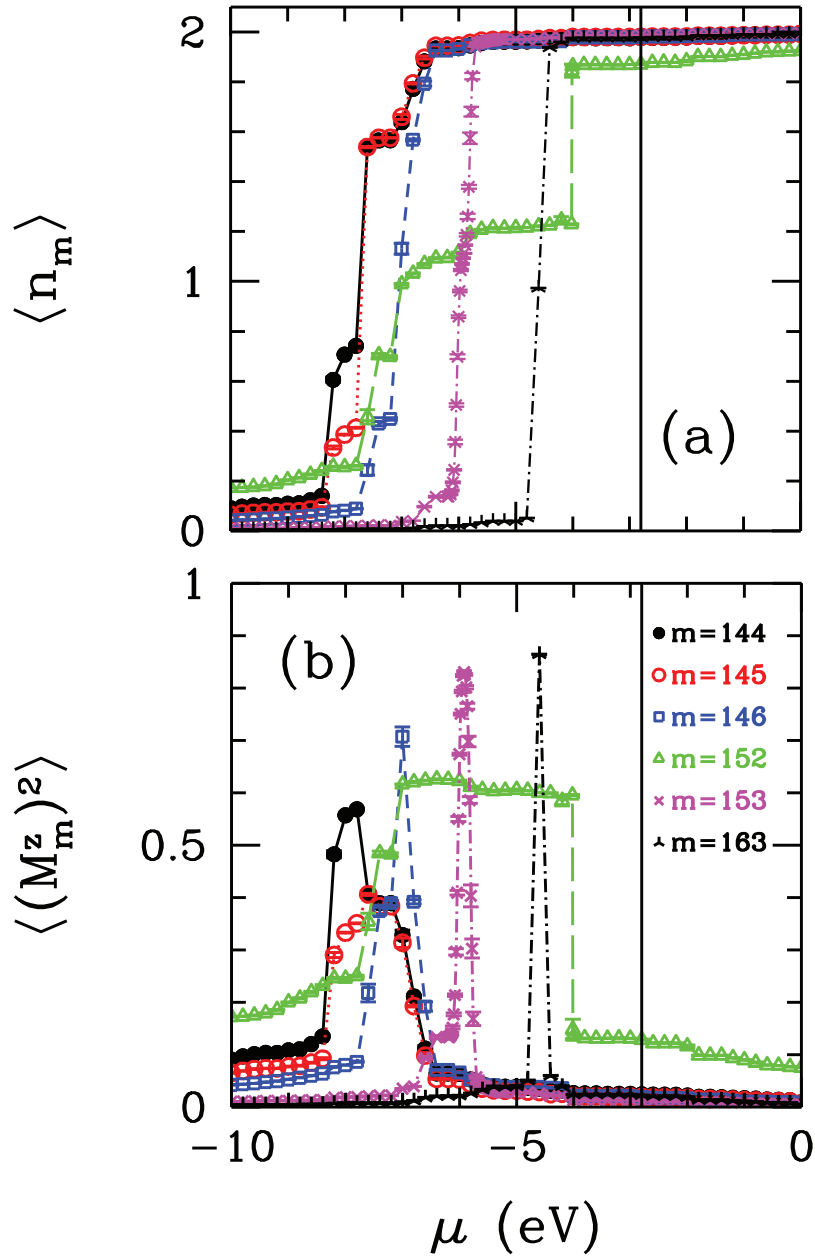 2
1
0
⟨n_m⟩
(a)
1
0.5
0
⟨(M^z_m)^2⟩
(b)
m=144
m=145
m=146
m=152
m=153
m=163
−10
−5
0
μ (eV)